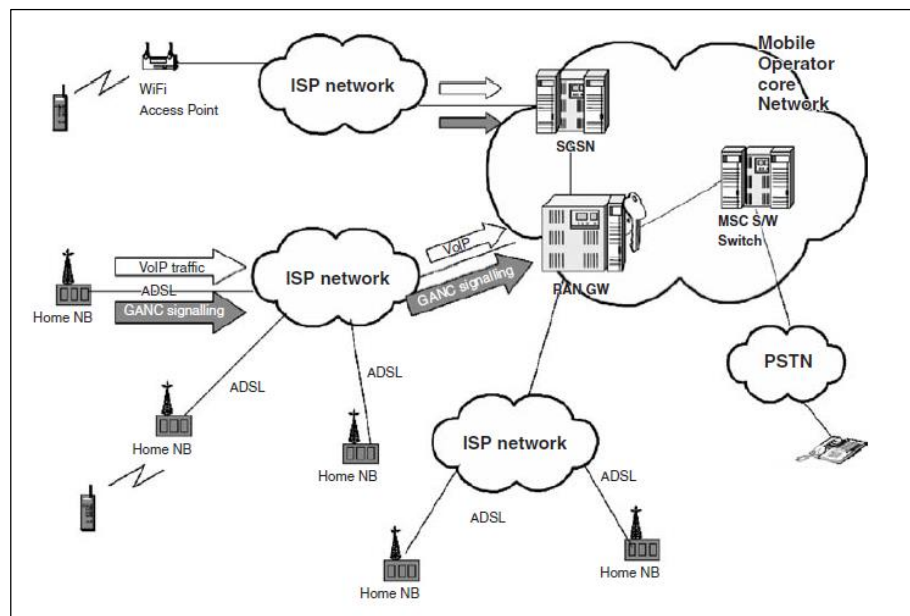 Mobile
Operator
core
Network
ISP network
WiFi
Access Point
SGSN
MSC S/W
Switch
VoIP
VoIP traffic
ISP network
ADSL
GANC signalling
GANC signalling
RAN GW
Home NB
PSTN
ADSL
ADSL
Home NB
Home NB
ISP network
ADSL
ADSL
Home NB
Home NB